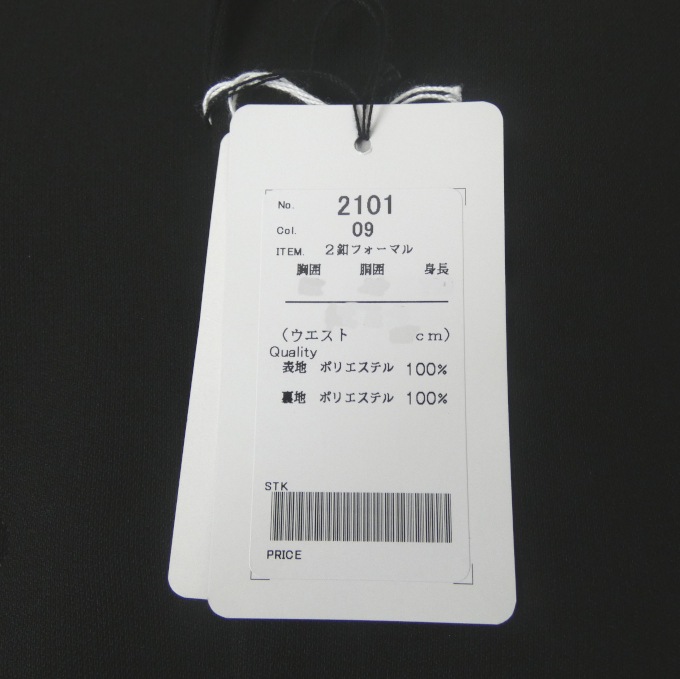 No. 2101
Col. 09
ITEM. 2釦フォーマル
胸囲 胴囲 身長
(ウエスト cm)
Quality
表地 ポリエステル 100%
裏地 ポリエステル 100%
STK
PRICE